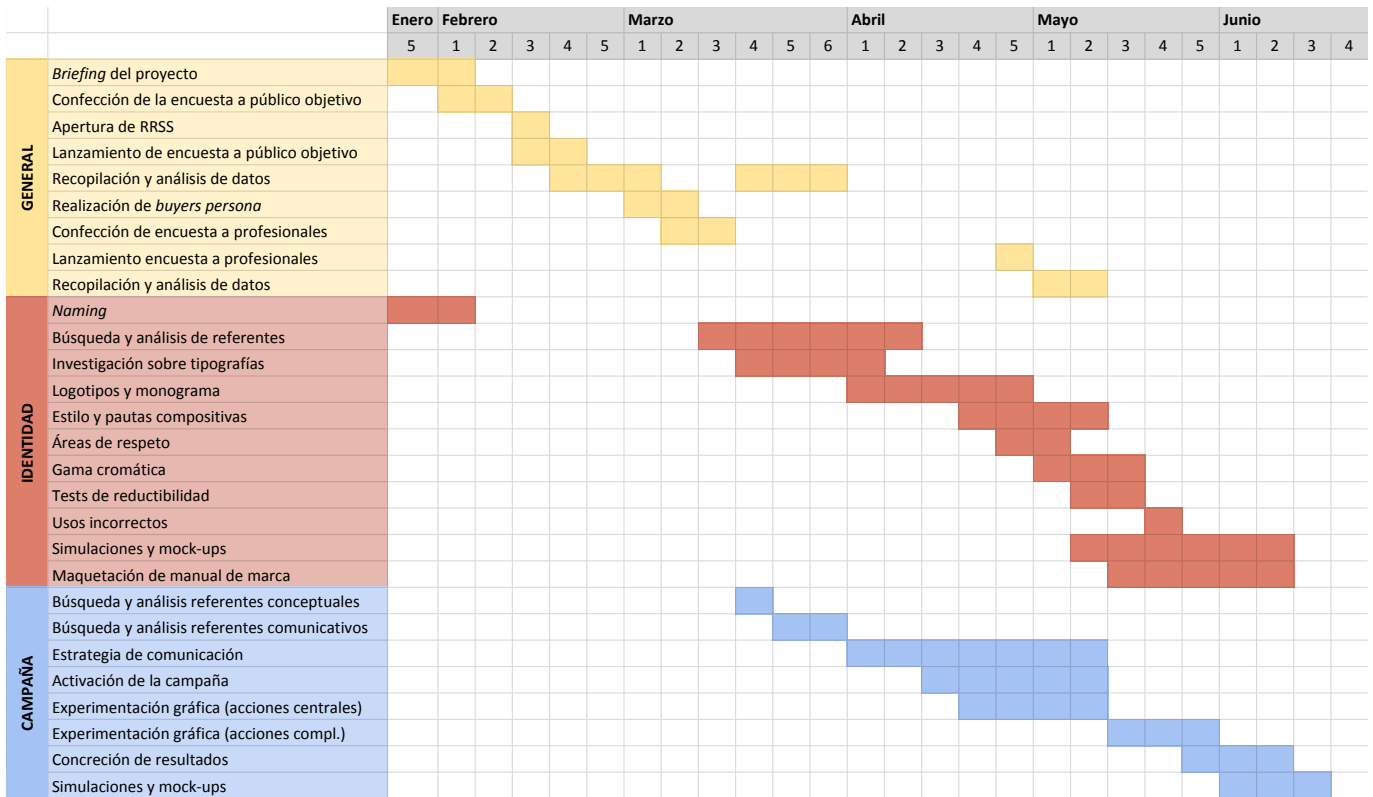 Enero Febrero Marzo Abril Mayo Junio
5 1 2 3 4 5 1 2 3 4 5 6 1 2 3 4 5 1 2 3 4 5 1 2 3 4
GENERAL
Briefing del proyecto
Confección de la encuesta a público objetivo
Apertura de RRSS
Lanzamiento de encuesta a público objetivo
Recopilación y análisis de datos
Realización de buyers persona
Confección de encuesta a profesionales
Lanzamiento encuesta a profesionales
Recopilación y análisis de datos
IDENTIDAD
Naming
Búsqueda y análisis de referentes
Investigación sobre tipografías
Logotipos y monograma
Estilo y pautas compositivas
Áreas de respeto
Gama cromática
Tests de reductibilidad
Usos incorrectos
Simulaciones y mock-ups
Maquetación de manual de marca
CAMPAÑA
Búsqueda y análisis referentes conceptuales
Búsqueda y análisis referentes comunicativos
Estrategia de comunicación
Activación de la campaña
Experimentación gráfica (acciones centrales)
Experimentación gráfica (acciones compl.)
Concreción de resultados
Simulaciones y mock-ups